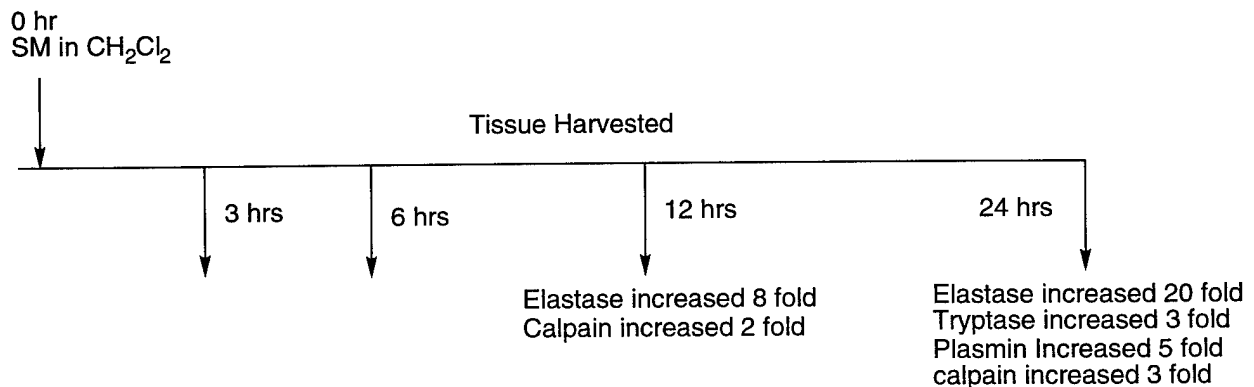 0 hr
SM in CH₂Cl₂
Tissue Harvested
3 hrs
6 hrs
12 hrs
24 hrs
Elastase increased 8 fold
Calpain increased 2 fold
Elastase increased 20 fold
Tryptase increased 3 fold
Plasmin Increased 5 fold
calpain increased 3 fold